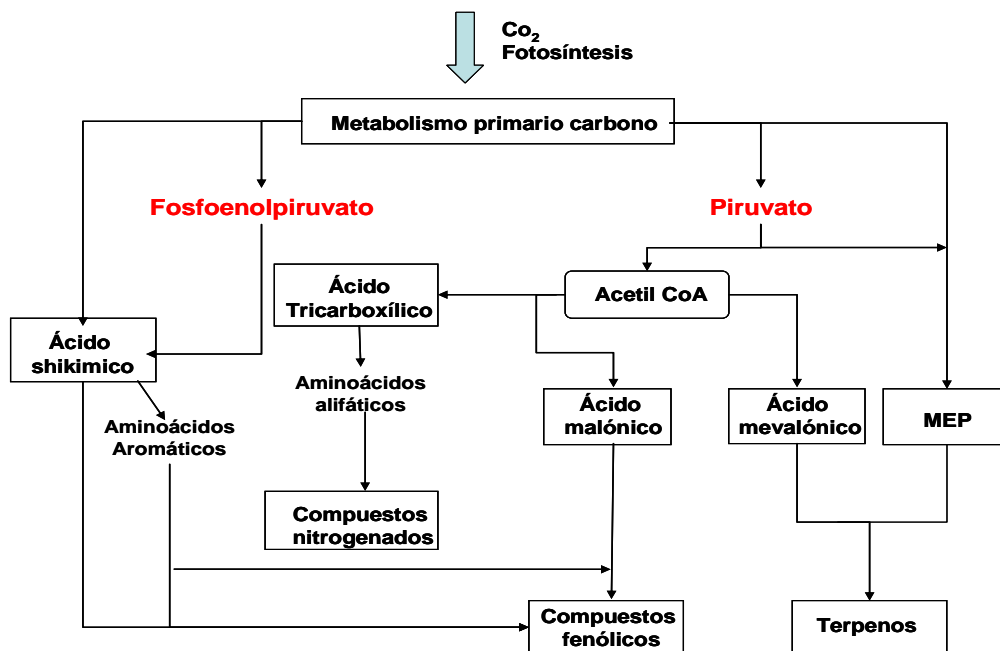 Co₂
Fotosíntesis
Metabolismo primario carbono
Fosfoenolpiruvato
Piruvato
Ácido
Tricarboxílico
Acetil CoA
Ácido
shikimico
Aminoácidos
alifáticos
Ácido
malónico
Ácido
mevalónico
MEP
Aminoácidos
Aromáticos
Compuestos
nitrogenados
Compuestos
fenólicos
Terpenos